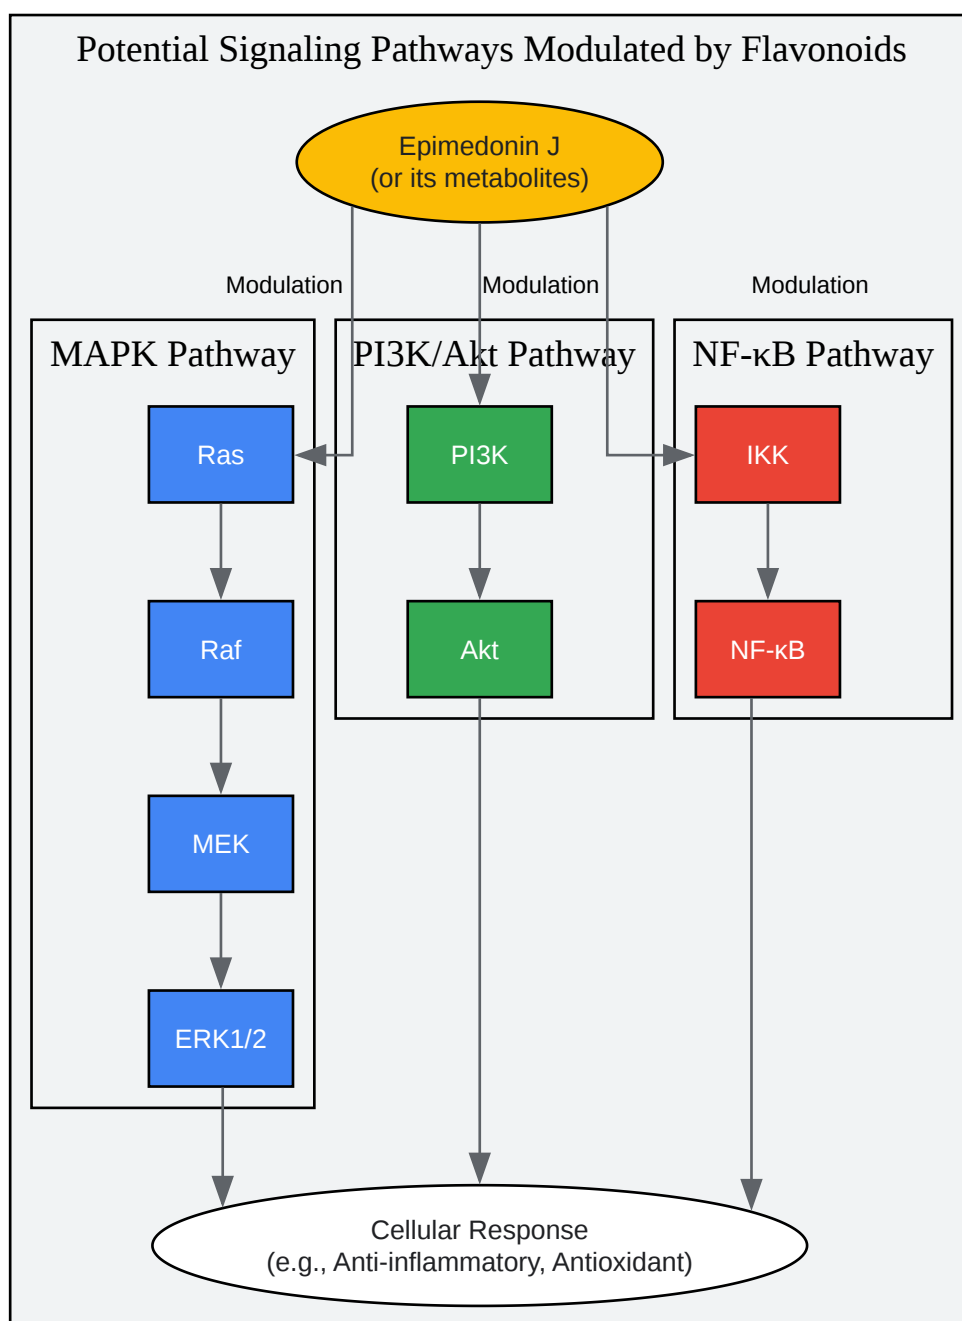 Potential Signaling Pathways Modulated by Flavonoids
Epimedonin J
(or its metabolites)
Modulation
Modulation
Modulation
MAPK Pathway
PI3K/Akt Pathway
NF-κB Pathway
Ras
PI3K
IKK
Raf
Akt
NF-κB
MEK
ERK1/2
Cellular Response
(e.g., Anti-inflammatory, Antioxidant)